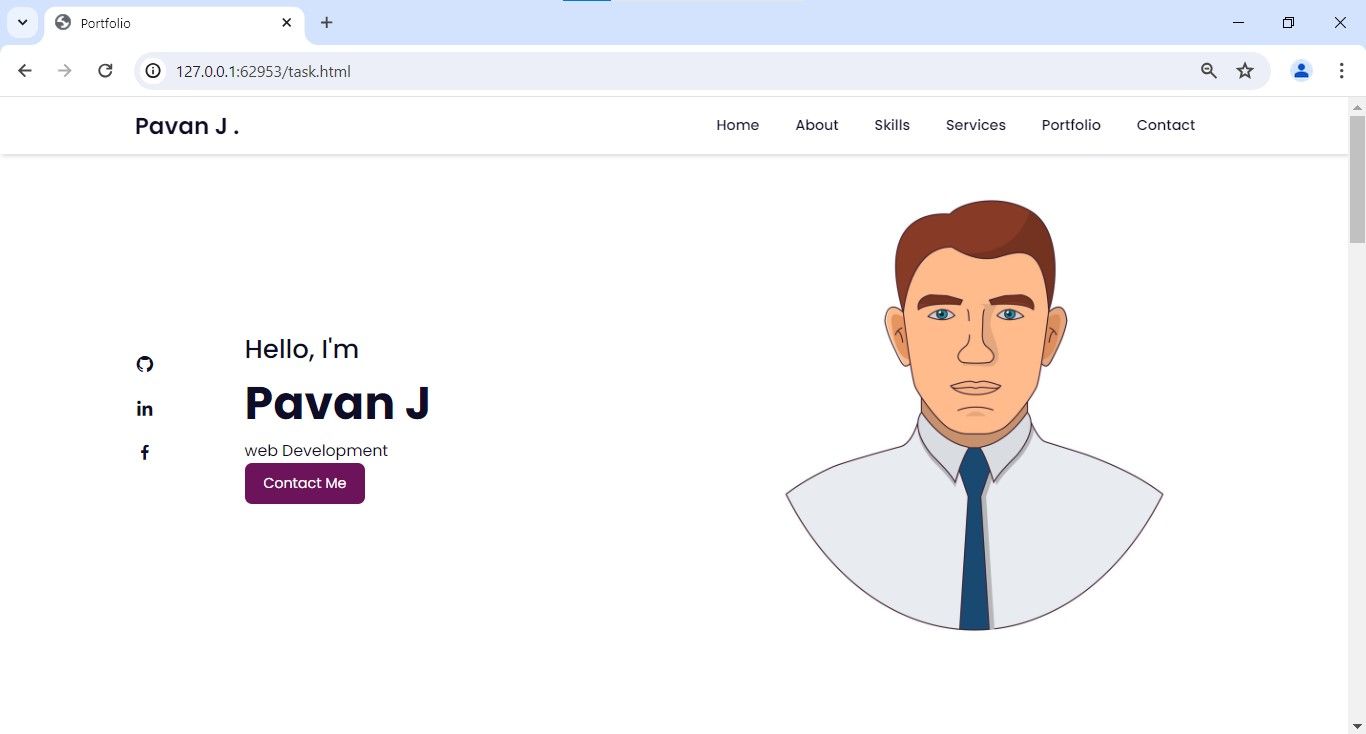 Portfolio
127.0.0.1:62953/task.html
Pavan J .
Home About Skills Services Portfolio Contact
Hello, I'm
Pavan J
web Development
Contact Me